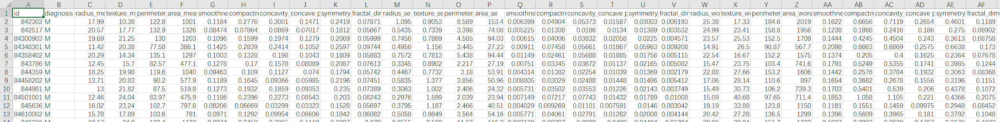 A B C D E F G H I J K L M N O P Q R S T U V W X Y Z AA AB AC AD AE AF
1 id diagnosis radius_me texture_m perimeter_ area_mea smoothne compactn concavity_ concave p symmetry fractal_dir radius_se texture_se perimeter_ area_se smoothne compactn concavity_ concave p symmetry fractal_dir radius_wo texture_w perimeter_ area_wors smoothne compactn concavity_ concave p symmetry fractal_dim
2 842302 M 17.99 10.38 122.8 1001 0.1184 0.2776 0.3001 0.1471 0.2419 0.07871 1.095 0.9053 8.589 153.4 0.006399 0.04904 0.05373 0.01587 0.03003 0.006193 25.38 17.33 184.6 2019 0.1622 0.6656 0.7119 0.2654 0.4601 0.1189
3 842517 M 20.57 17.77 132.9 1326 0.08474 0.07864 0.0869 0.07017 0.1812 0.05667 0.5435 0.7339 3.398 74.08 0.005225 0.01308 0.0186 0.0134 0.01389 0.003532 24.99 23.41 158.8 1956 0.1238 0.1866 0.2416 0.186 0.275 0.08902
4 84300903 M 19.69 21.25 130 1203 0.1096 0.1599 0.1974 0.1279 0.2069 0.05999 0.7456 0.7869 4.585 94.03 0.00615 0.04006 0.03832 0.02058 0.0225 0.004571 23.57 25.53 152.5 1709 0.1444 0.4245 0.4504 0.243 0.3613 0.08758
5 84348301 M 11.42 20.38 77.58 386.1 0.1425 0.2839 0.2414 0.1052 0.2597 0.09744 0.4956 1.156 3.445 27.23 0.00911 0.07458 0.05661 0.01867 0.05963 0.009208 14.91 26.5 98.87 567.7 0.2098 0.8663 0.6869 0.2575 0.6638 0.173
6 84358402 M 20.29 14.34 135.1 1297 0.1003 0.1328 0.198 0.1043 0.1809 0.05883 0.7572 0.7813 5.438 94.44 0.01149 0.02461 0.05688 0.01885 0.01756 0.005115 22.54 16.67 152.2 1575 0.1374 0.205 0.4 0.1625 0.2364 0.07678
7 843786 M 12.45 15.7 82.57 477.1 0.1278 0.17 0.1578 0.08089 0.2087 0.07613 0.3345 0.8902 2.217 27.19 0.00751 0.03345 0.03672 0.01137 0.02165 0.005082 15.47 23.75 103.4 741.6 0.1791 0.5249 0.5355 0.1741 0.3985 0.1244
8 844359 M 18.25 19.98 119.6 1040 0.09463 0.109 0.1127 0.074 0.1794 0.05742 0.4467 0.7732 3.18 53.91 0.004314 0.01382 0.02254 0.01039 0.01369 0.002179 22.88 27.66 153.2 1606 0.1442 0.2576 0.3784 0.1932 0.3063 0.08368
9 84458202 M 13.71 20.83 90.2 577.9 0.1189 0.1645 0.09366 0.05985 0.2196 0.07451 0.5835 1.377 3.856 50.96 0.008805 0.03029 0.02488 0.01448 0.01486 0.005412 17.06 28.14 110.6 897 0.1654 0.3682 0.2678 0.1556 0.3196 0.1151
10 844981 M 13 21.82 87.5 519.8 0.1273 0.1932 0.1859 0.09353 0.235 0.07389 0.3063 1.002 2.406 24.32 0.005731 0.03502 0.03553 0.01226 0.02143 0.003749 15.49 30.73 106.2 739.3 0.1703 0.5401 0.539 0.206 0.4378 0.1072
11 84501001 M 12.46 24.04 83.97 475.9 0.1186 0.2396 0.2273 0.08543 0.203 0.08243 0.2976 1.599 2.039 23.94 0.007149 0.07217 0.07743 0.01432 0.01789 0.01008 15.09 40.68 97.65 711.4 0.1853 1.058 1.105 0.221 0.4366 0.2075
12 845636 M 16.02 23.24 102.7 797.8 0.08206 0.06669 0.03299 0.03323 0.1528 0.05697 0.3795 1.187 2.466 40.51 0.004029 0.009269 0.01101 0.007591 0.0146 0.003042 19.19 33.88 123.8 1150 0.1181 0.1551 0.1459 0.09975 0.2948 0.08452
13 84610002 M 15.78 17.89 103.6 781 0.0971 0.1292 0.09954 0.06606 0.1842 0.06082 0.5058 0.9849 3.564 54.16 0.005771 0.04061 0.02791 0.01282 0.02008 0.004144 20.42 27.28 136.5 1299 0.1396 0.5609 0.3965 0.181 0.3792 0.1048